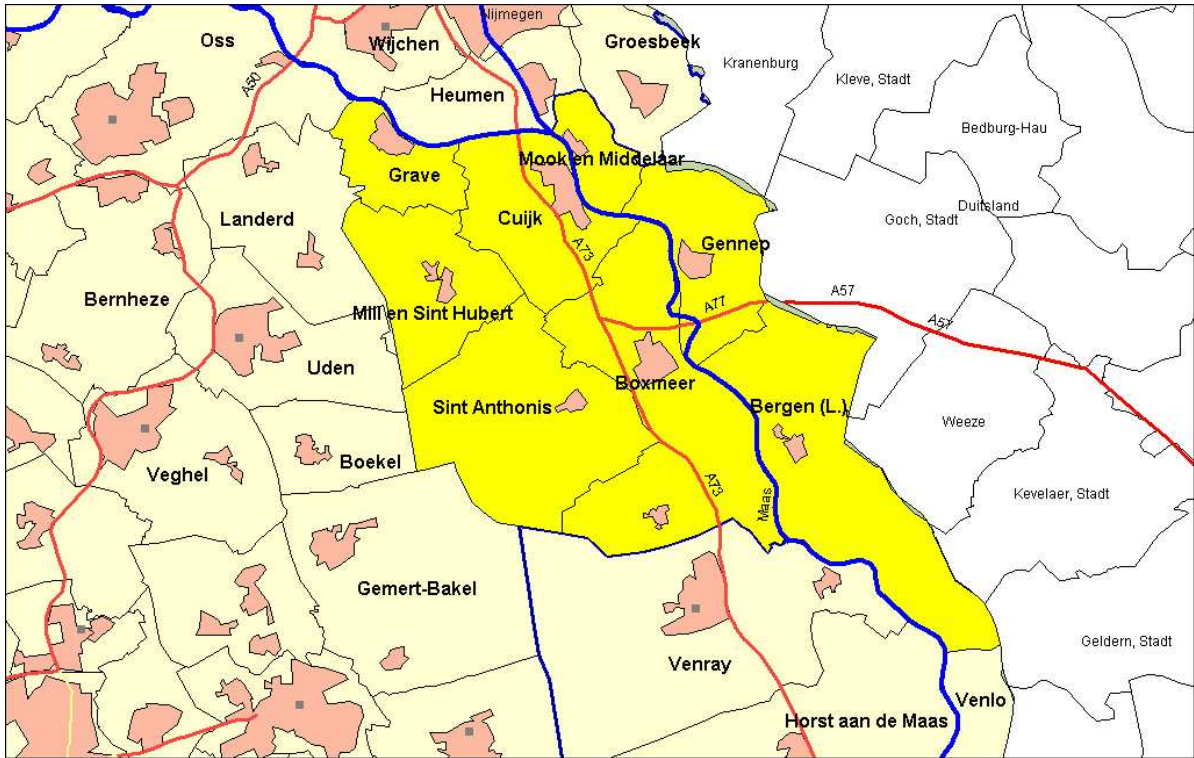 Nijmegen
Oss
Wijchen
Groesbeek
Kranenburg
Kleve, Stadt
A50
Heumen
Bedburg-Hau
Mook en Middelaar
Grave
Duitsland
Landerd
Cuijk
Goch, Stadt
Gennep
A73
Bernheze
A57
Mill en Sint Hubert
A77
A57
Uden
Boxmeer
Sint Anthonis
Bergen (L.)
Weeze
Boekel
Veghel
A73
Maas
Kevelaer, Stadt
Gemert-Bakel
Geldern, Stadt
Venray
Venlo
Horst aan de Maas